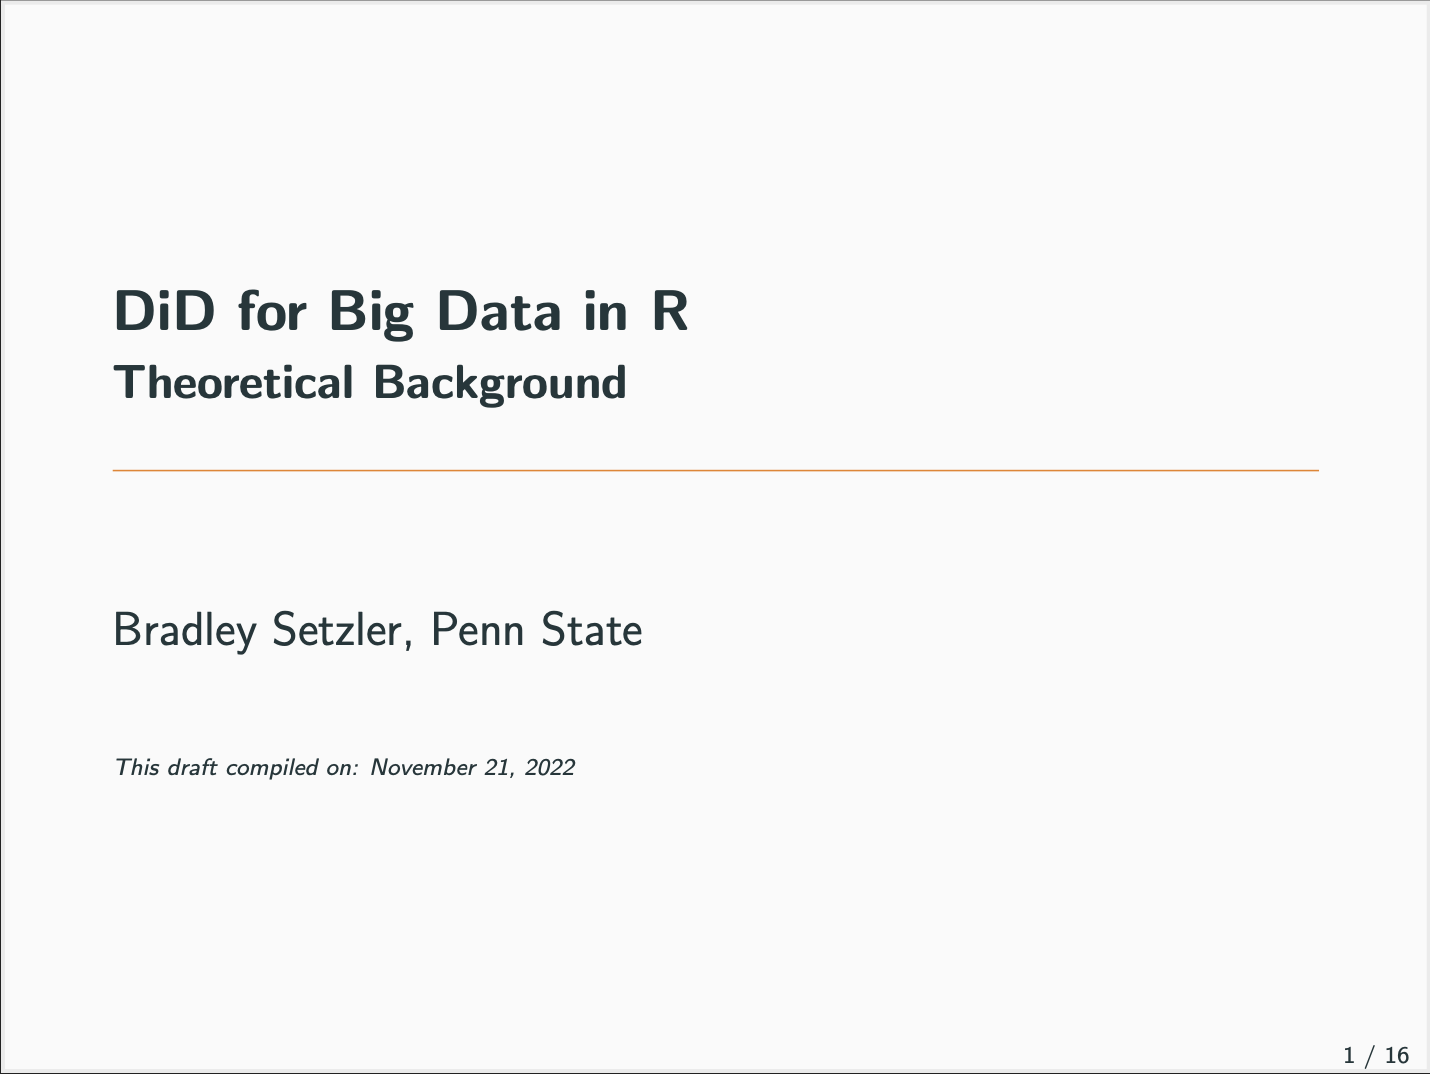 DiD for Big Data in R
Theoretical Background
Bradley Setzler, Penn State
This draft compiled on: November 21, 2022
1 / 16